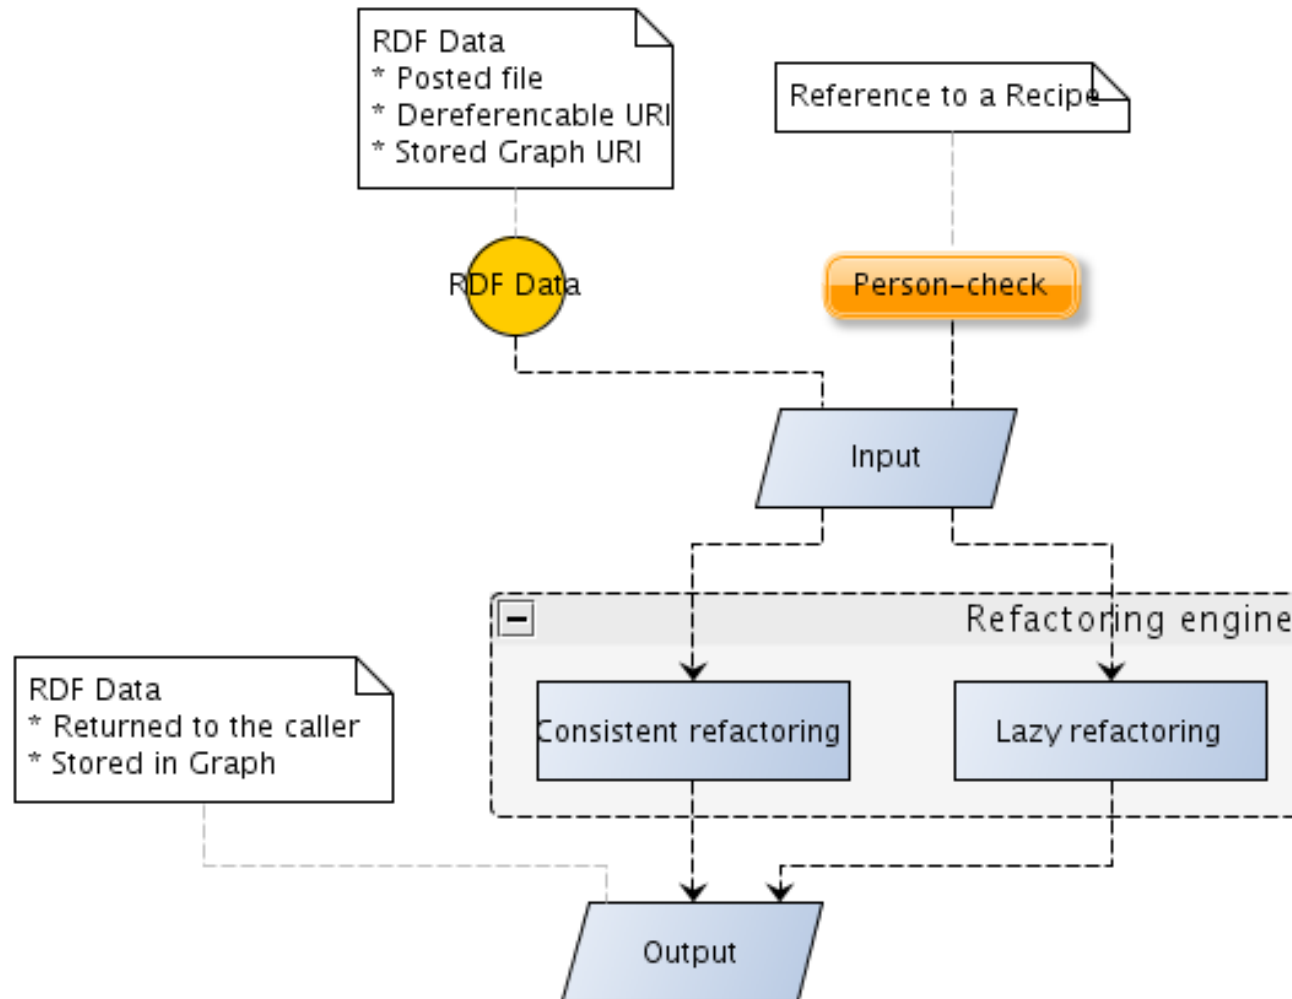 RDF Data
* Posted file
* Dereferencable URI
* Stored Graph URI
Reference to a Recipe
RDF Data
Person-check
Input
Refactoring engine
RDF Data
* Returned to the caller
* Stored in Graph
Consistent refactoring
Lazy refactoring
Output